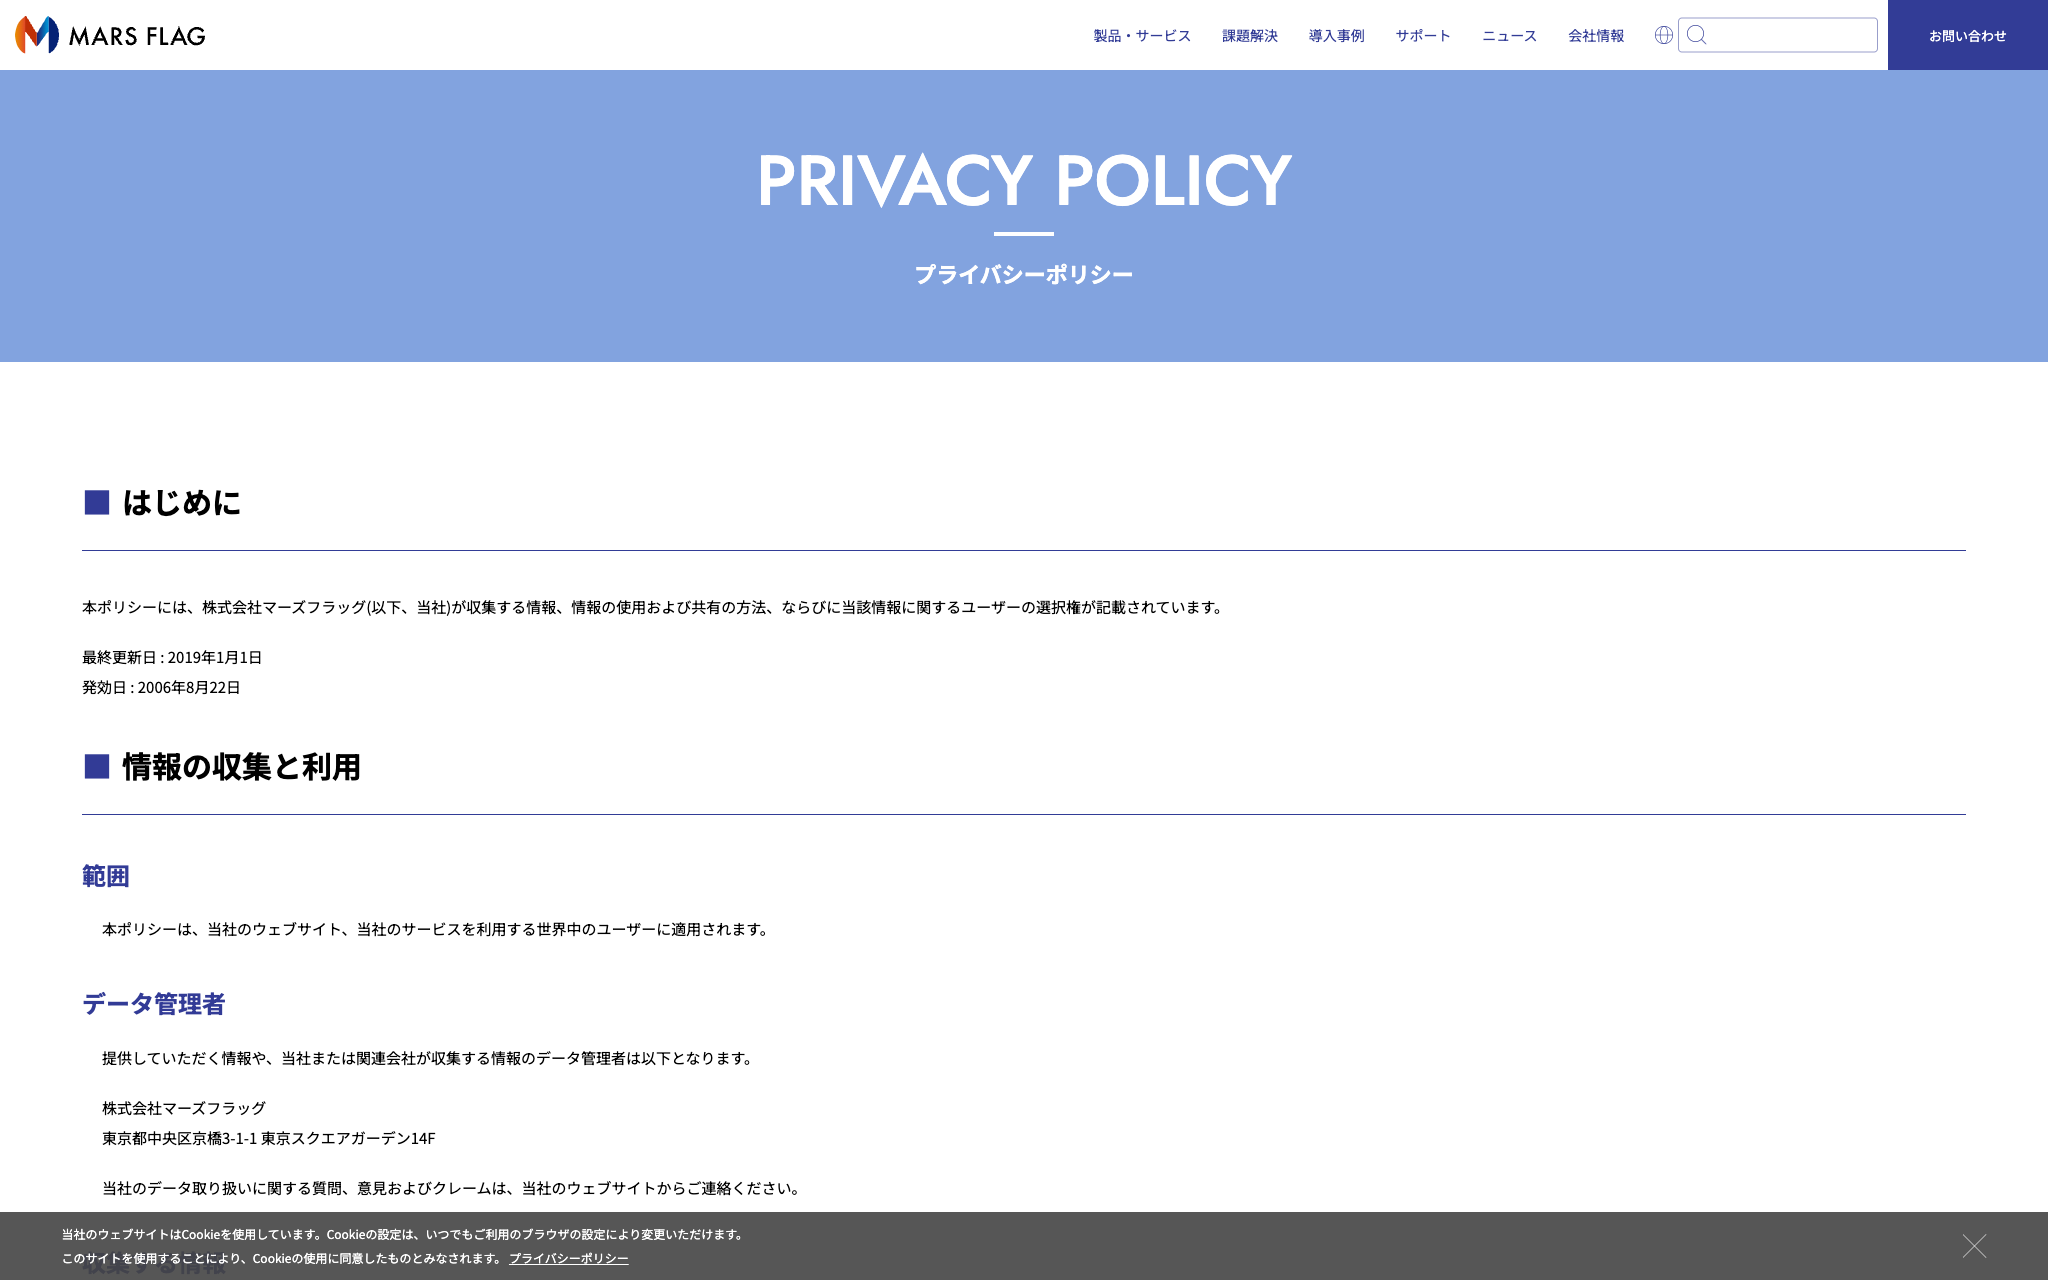 MARS FLAG
製品・サービス 課題解決 導入事例 サポート ニュース 会社情報 お問い合わせ
PRIVACY POLICY
プライバシーポリシー
■ はじめに
本ポリシーには、株式会社マーズフラッグ(以下、当社)が収集する情報、情報の使用および共有の方法、ならびに当該情報に関するユーザーの選択権が記載されています。
最終更新日 : 2019年1月1日
発効日 : 2006年8月22日
■ 情報の収集と利用
範囲
本ポリシーは、当社のウェブサイト、当社のサービスを利用する世界中のユーザーに適用されます。
データ管理者
提供していただく情報や、当社または関連会社が収集する情報のデータ管理者は以下となります。
株式会社マーズフラッグ
東京都中央区京橋3-1-1 東京スクエアガーデン14F
当社のデータ取り扱いに関する質問、意見およびクレームは、当社のウェブサイトからご連絡ください。
当社のウェブサイトはCookieを使用しています。Cookieの設定は、いつでもご利用のブラウザの設定により変更いただけます。
このサイトを使用することにより、Cookieの使用に同意したものとみなされます。 プライバシーポリシー